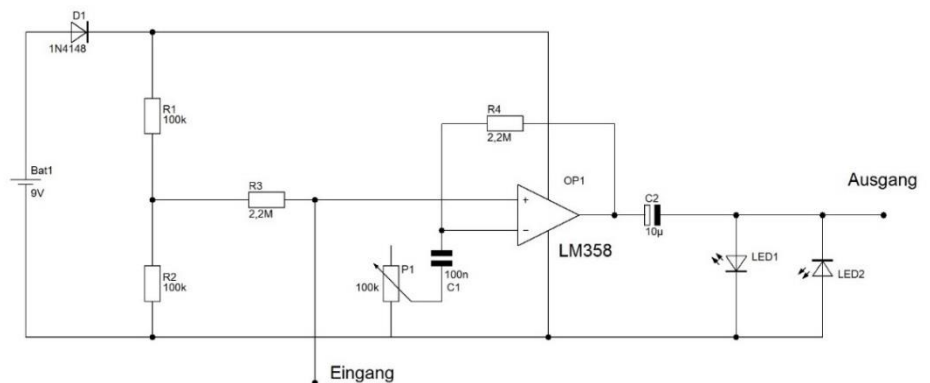 D1
1N4148
R1
100k
Bat1
9V
R2
100k
R3
2,2M
R4
2,2M
OP1
+
−
LM358
P1
100k
100n
C1
C2
10µ
LED1
LED2
Ausgang
Eingang